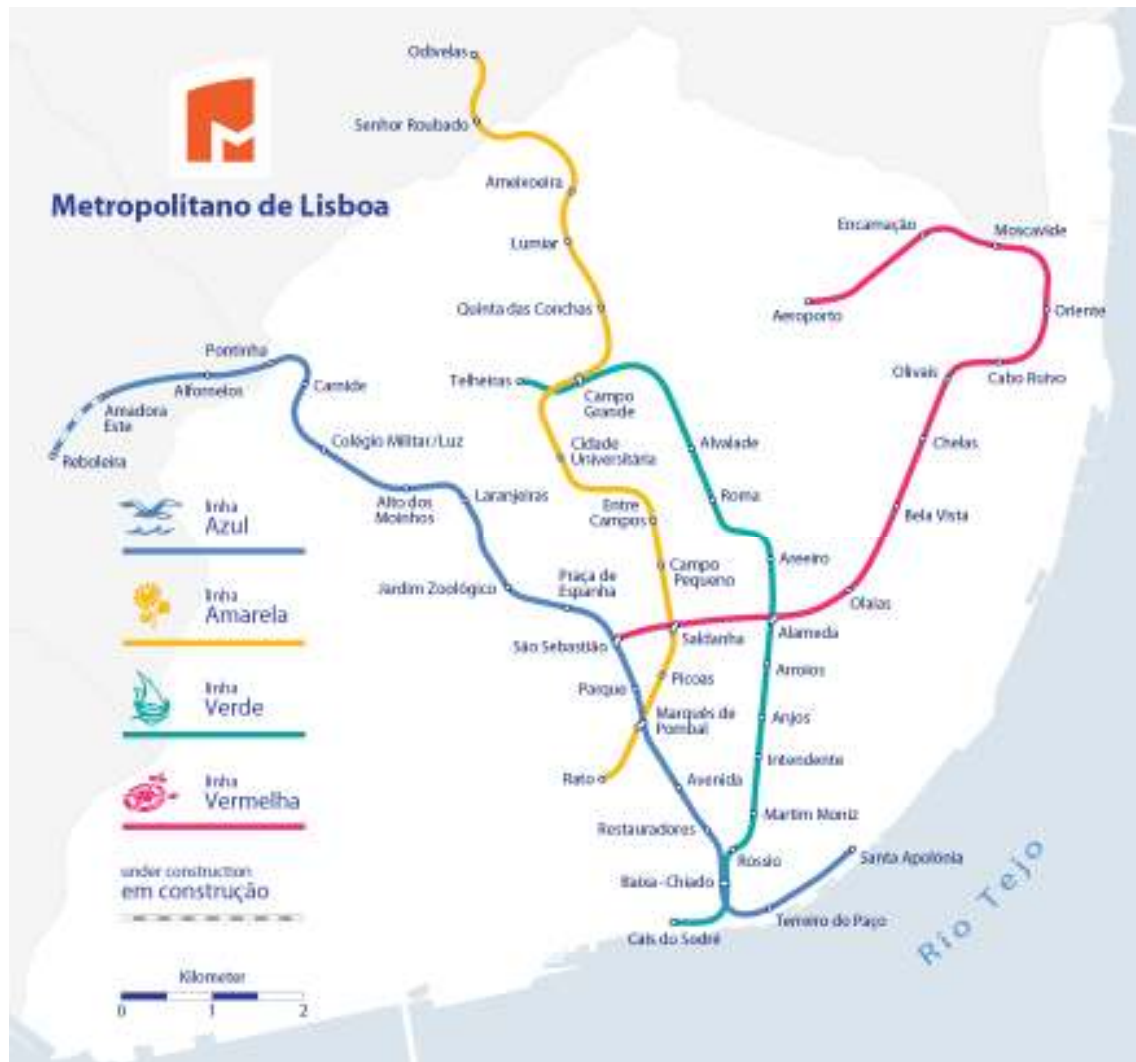 Odivelas
Senhor Roubado
Ameixoeira
Metropolitano de Lisboa
Lumiar
Encarnação
Moscavide
Quinta das Conchas
Aeroporto
Oriente
Pontinha
Telheiras
Campo
Grande
Olivais
Cabo Ruivo
Carnide
Alfornelos
Amadora
Este
Colégio Militar/Luz
Cidade
Universitária
Alvalade
Chelas
Reboleira
Alto dos
Moinhos
Laranjeiras
Entre
Campos
Roma
Bela Vista
linha
Azul
Praça de
Espanha
Campo
Pequeno
Areeiro
Jardim Zoológico
Olaias
linha
Amarela
São Sebastião
Saldanha
Alameda
Parque
Picoas
Arroios
linha
Verde
Marquês de
Pombal
Anjos
Rato
Avenida
Intendente
linha
Vermelha
Restauradores
Martim Moniz
Rossio
Santa Apolónia
under construction
em construção
Baixa-Chiado
Terreiro do Paço
Cais do Sodré
Rio Tejo
Kilometer
0 1 2